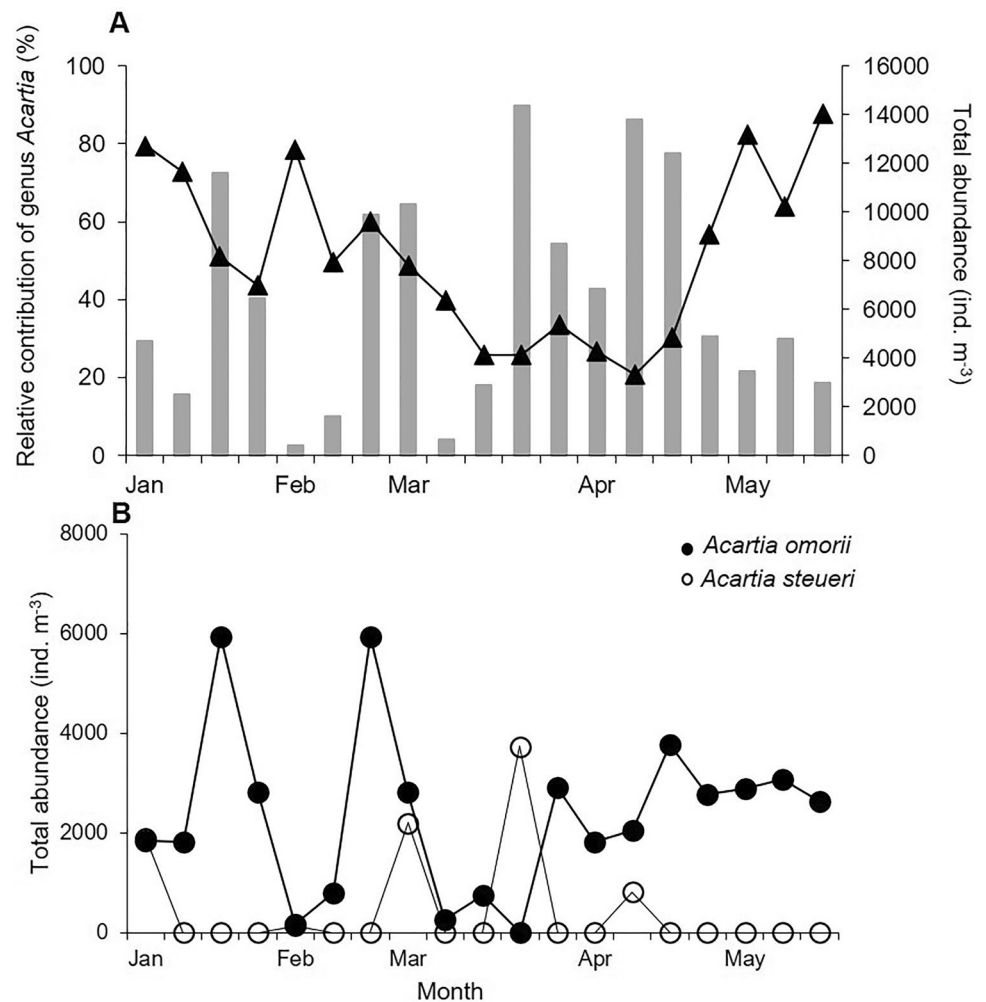 A
Relative contribution of genus Acartia (%)
100
80
60
40
20
0
16000
14000
12000
10000
8000
6000
4000
2000
0
Total abundance (ind. m-3)
Jan Feb Mar Apr May
B
Total abundance (ind. m-3)
8000
6000
4000
2000
0
Acartia omorii
Acartia steueri
Jan Feb Mar Apr May
Month